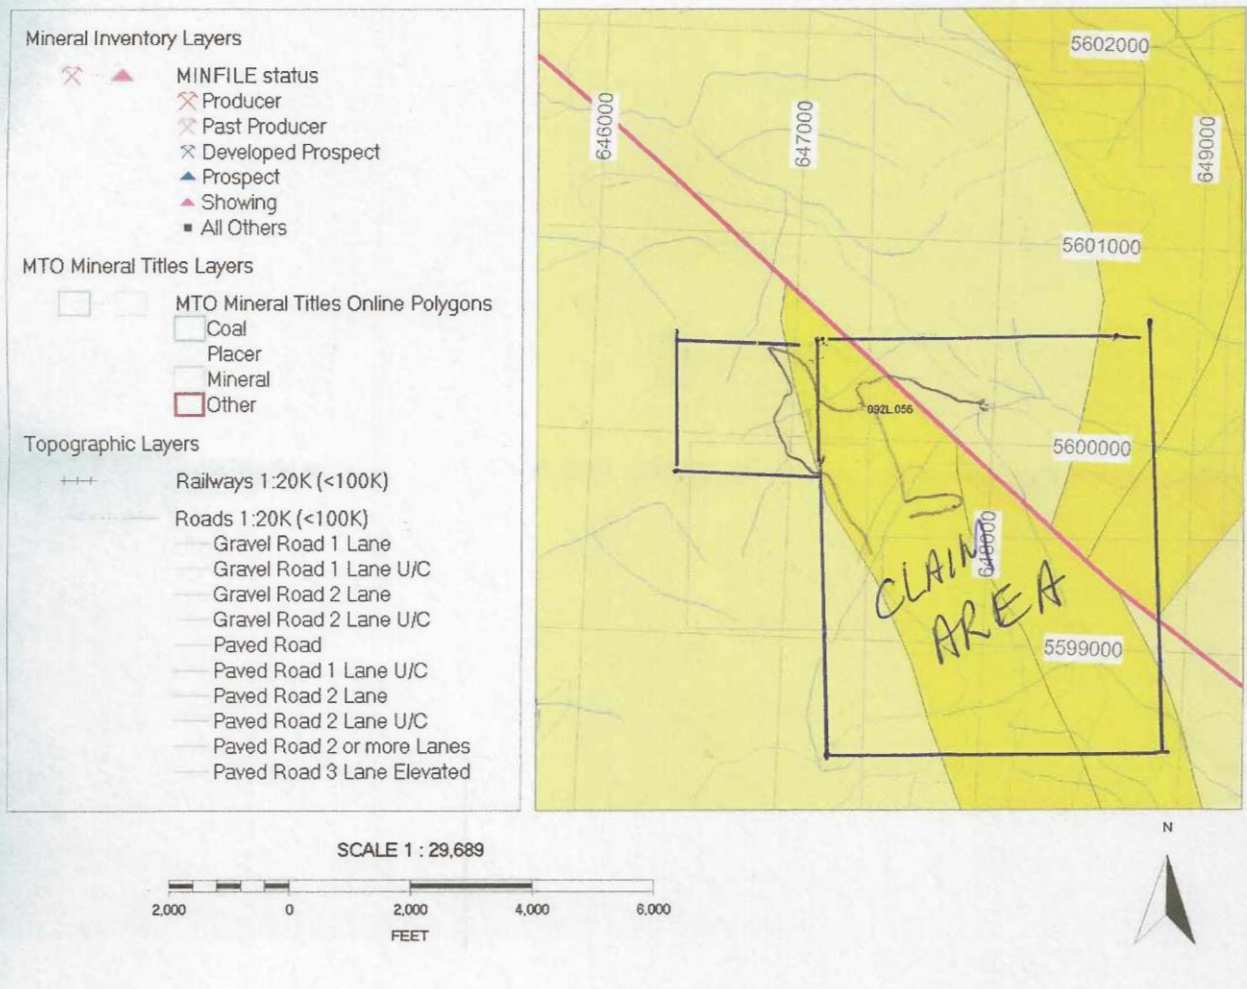 Mineral Inventory Layers
MINFILE status
Producer
Past Producer
Developed Prospect
Prospect
Showing
All Others
MTO Mineral Titles Layers
MTO Mineral Titles Online Polygons
Coal
Placer
Mineral
Other
Topographic Layers
Railways 1:20K (<100K)
Roads 1:20K (<100K)
Gravel Road 1 Lane
Gravel Road 1 Lane U/C
Gravel Road 2 Lane
Gravel Road 2 Lane U/C
Paved Road
Paved Road 1 Lane U/C
Paved Road 2 Lane
Paved Road 2 Lane U/C
Paved Road 2 or more Lanes
Paved Road 3 Lane Elevated
5602000
646000
647000
649000
5601000
092L.056
5600000
648000
CLAIM
AREA
5599000
SCALE 1 : 29,689
2,000 0 2,000 4,000 6,000
FEET
N